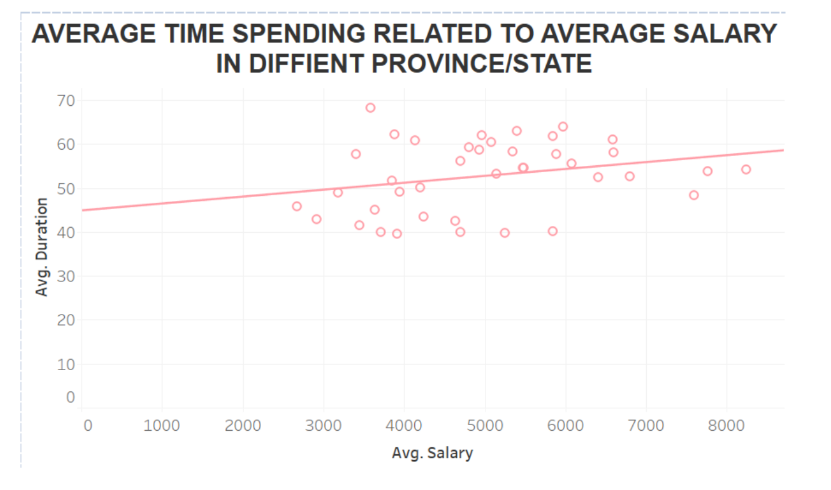 AVERAGE TIME SPENDING RELATED TO AVERAGE SALARY
IN DIFFIENT PROVINCE/STATE
70
60
50
40
30
20
10
0
Avg. Duration
0 1000 2000 3000 4000 5000 6000 7000 8000
Avg. Salary